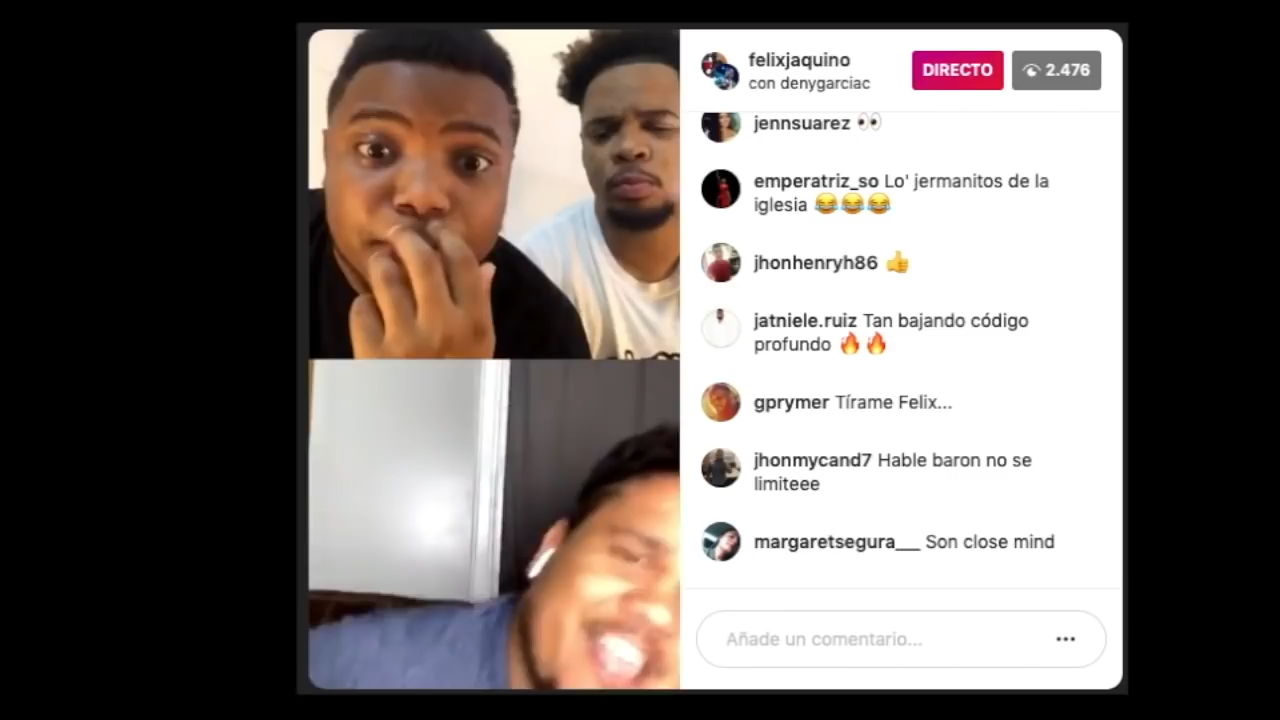 felixjaquino
con denygarciac
DIRECTO
2.476
jennsuarez 👀
emperatriz_so Lo' jermanitos de la
iglesia 😂😂😂
jhonhenryh86 👍
jatniele.ruiz Tan bajando código
profundo 🔥🔥
gprymer Tírame Felix...
jhonmycand7 Hable baron no se
limiteee
margaretsegura___ Son close mind
Añade un comentario...